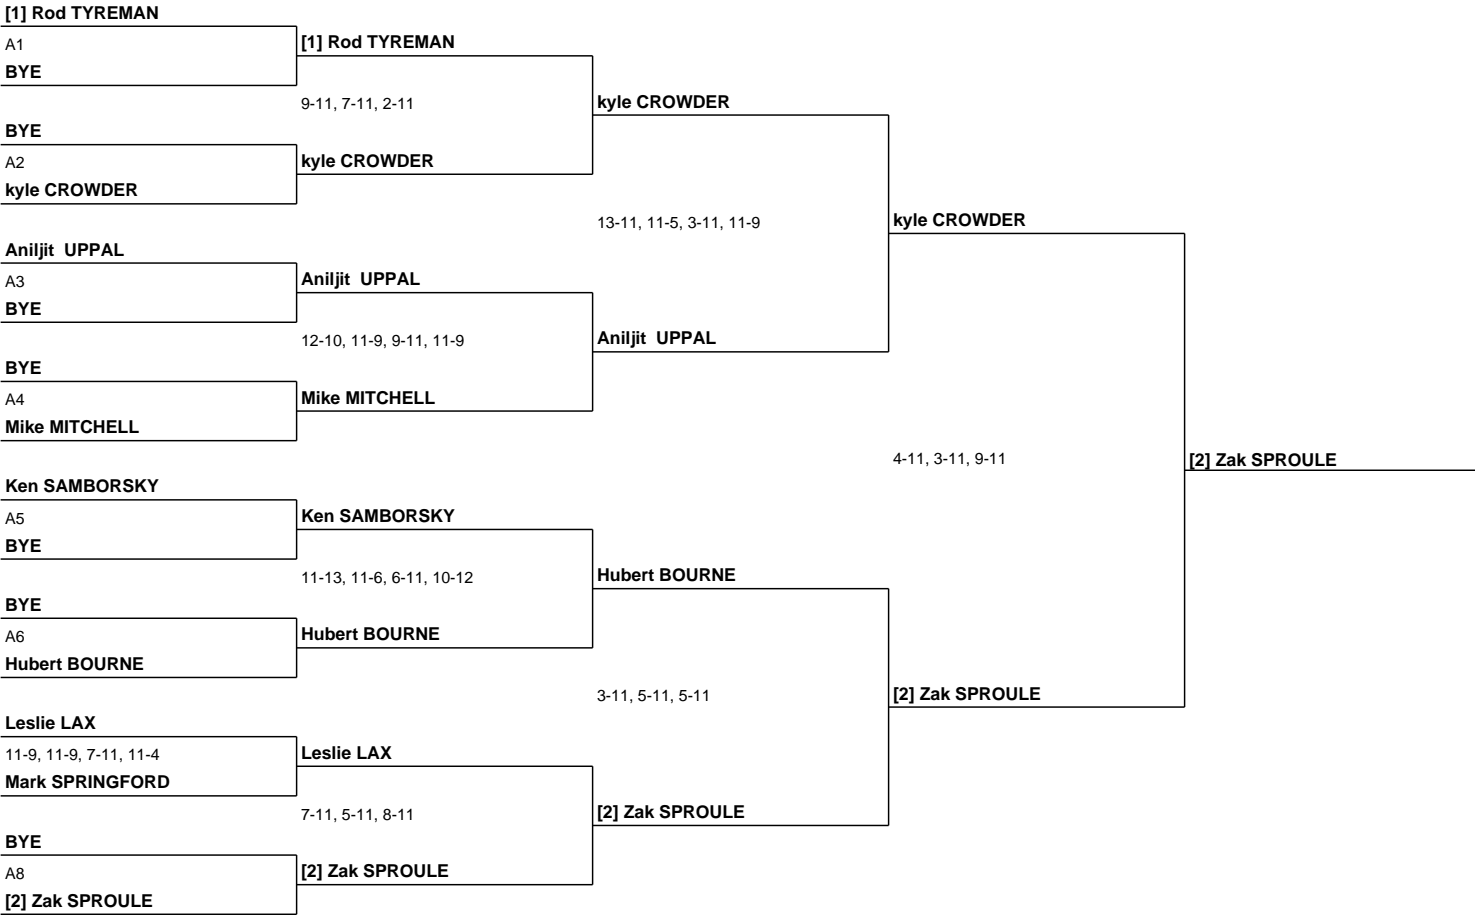 [1] Rod TYREMAN
A1
BYE
BYE
A2
kyle CROWDER
Aniljit  UPPAL
A3
BYE
BYE
A4
Mike MITCHELL
Ken SAMBORSKY
A5
BYE
BYE
A6
Hubert BOURNE
Leslie LAX
11-9, 11-9, 7-11, 11-4
Mark SPRINGFORD
BYE
A8
[2] Zak SPROULE
[1] Rod TYREMAN
9-11, 7-11, 2-11
kyle CROWDER
Aniljit  UPPAL
12-10, 11-9, 9-11, 11-9
Mike MITCHELL
Ken SAMBORSKY
11-13, 11-6, 6-11, 10-12
Hubert BOURNE
Leslie LAX
7-11, 5-11, 8-11
[2] Zak SPROULE
kyle CROWDER
13-11, 11-5, 3-11, 11-9
Aniljit  UPPAL
Hubert BOURNE
3-11, 5-11, 5-11
[2] Zak SPROULE
kyle CROWDER
4-11, 3-11, 9-11
[2] Zak SPROULE
[2] Zak SPROULE